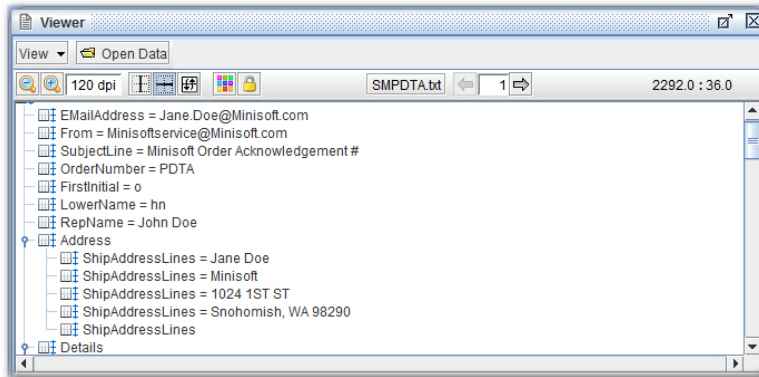 Viewer
View Open Data
120 dpi SMPDTA.txt 1 2292.0 : 36.0
EMailAddress = Jane.Doe@Minisoft.com
From = Minisoftservice@Minisoft.com
SubjectLine = Minisoft Order Acknowledgement #
OrderNumber = PDTA
FirstInitial = o
LowerName = hn
RepName = John Doe
Address
ShipAddressLines = Jane Doe
ShipAddressLines = Minisoft
ShipAddressLines = 1024 1ST ST
ShipAddressLines = Snohomish, WA 98290
ShipAddressLines
Details